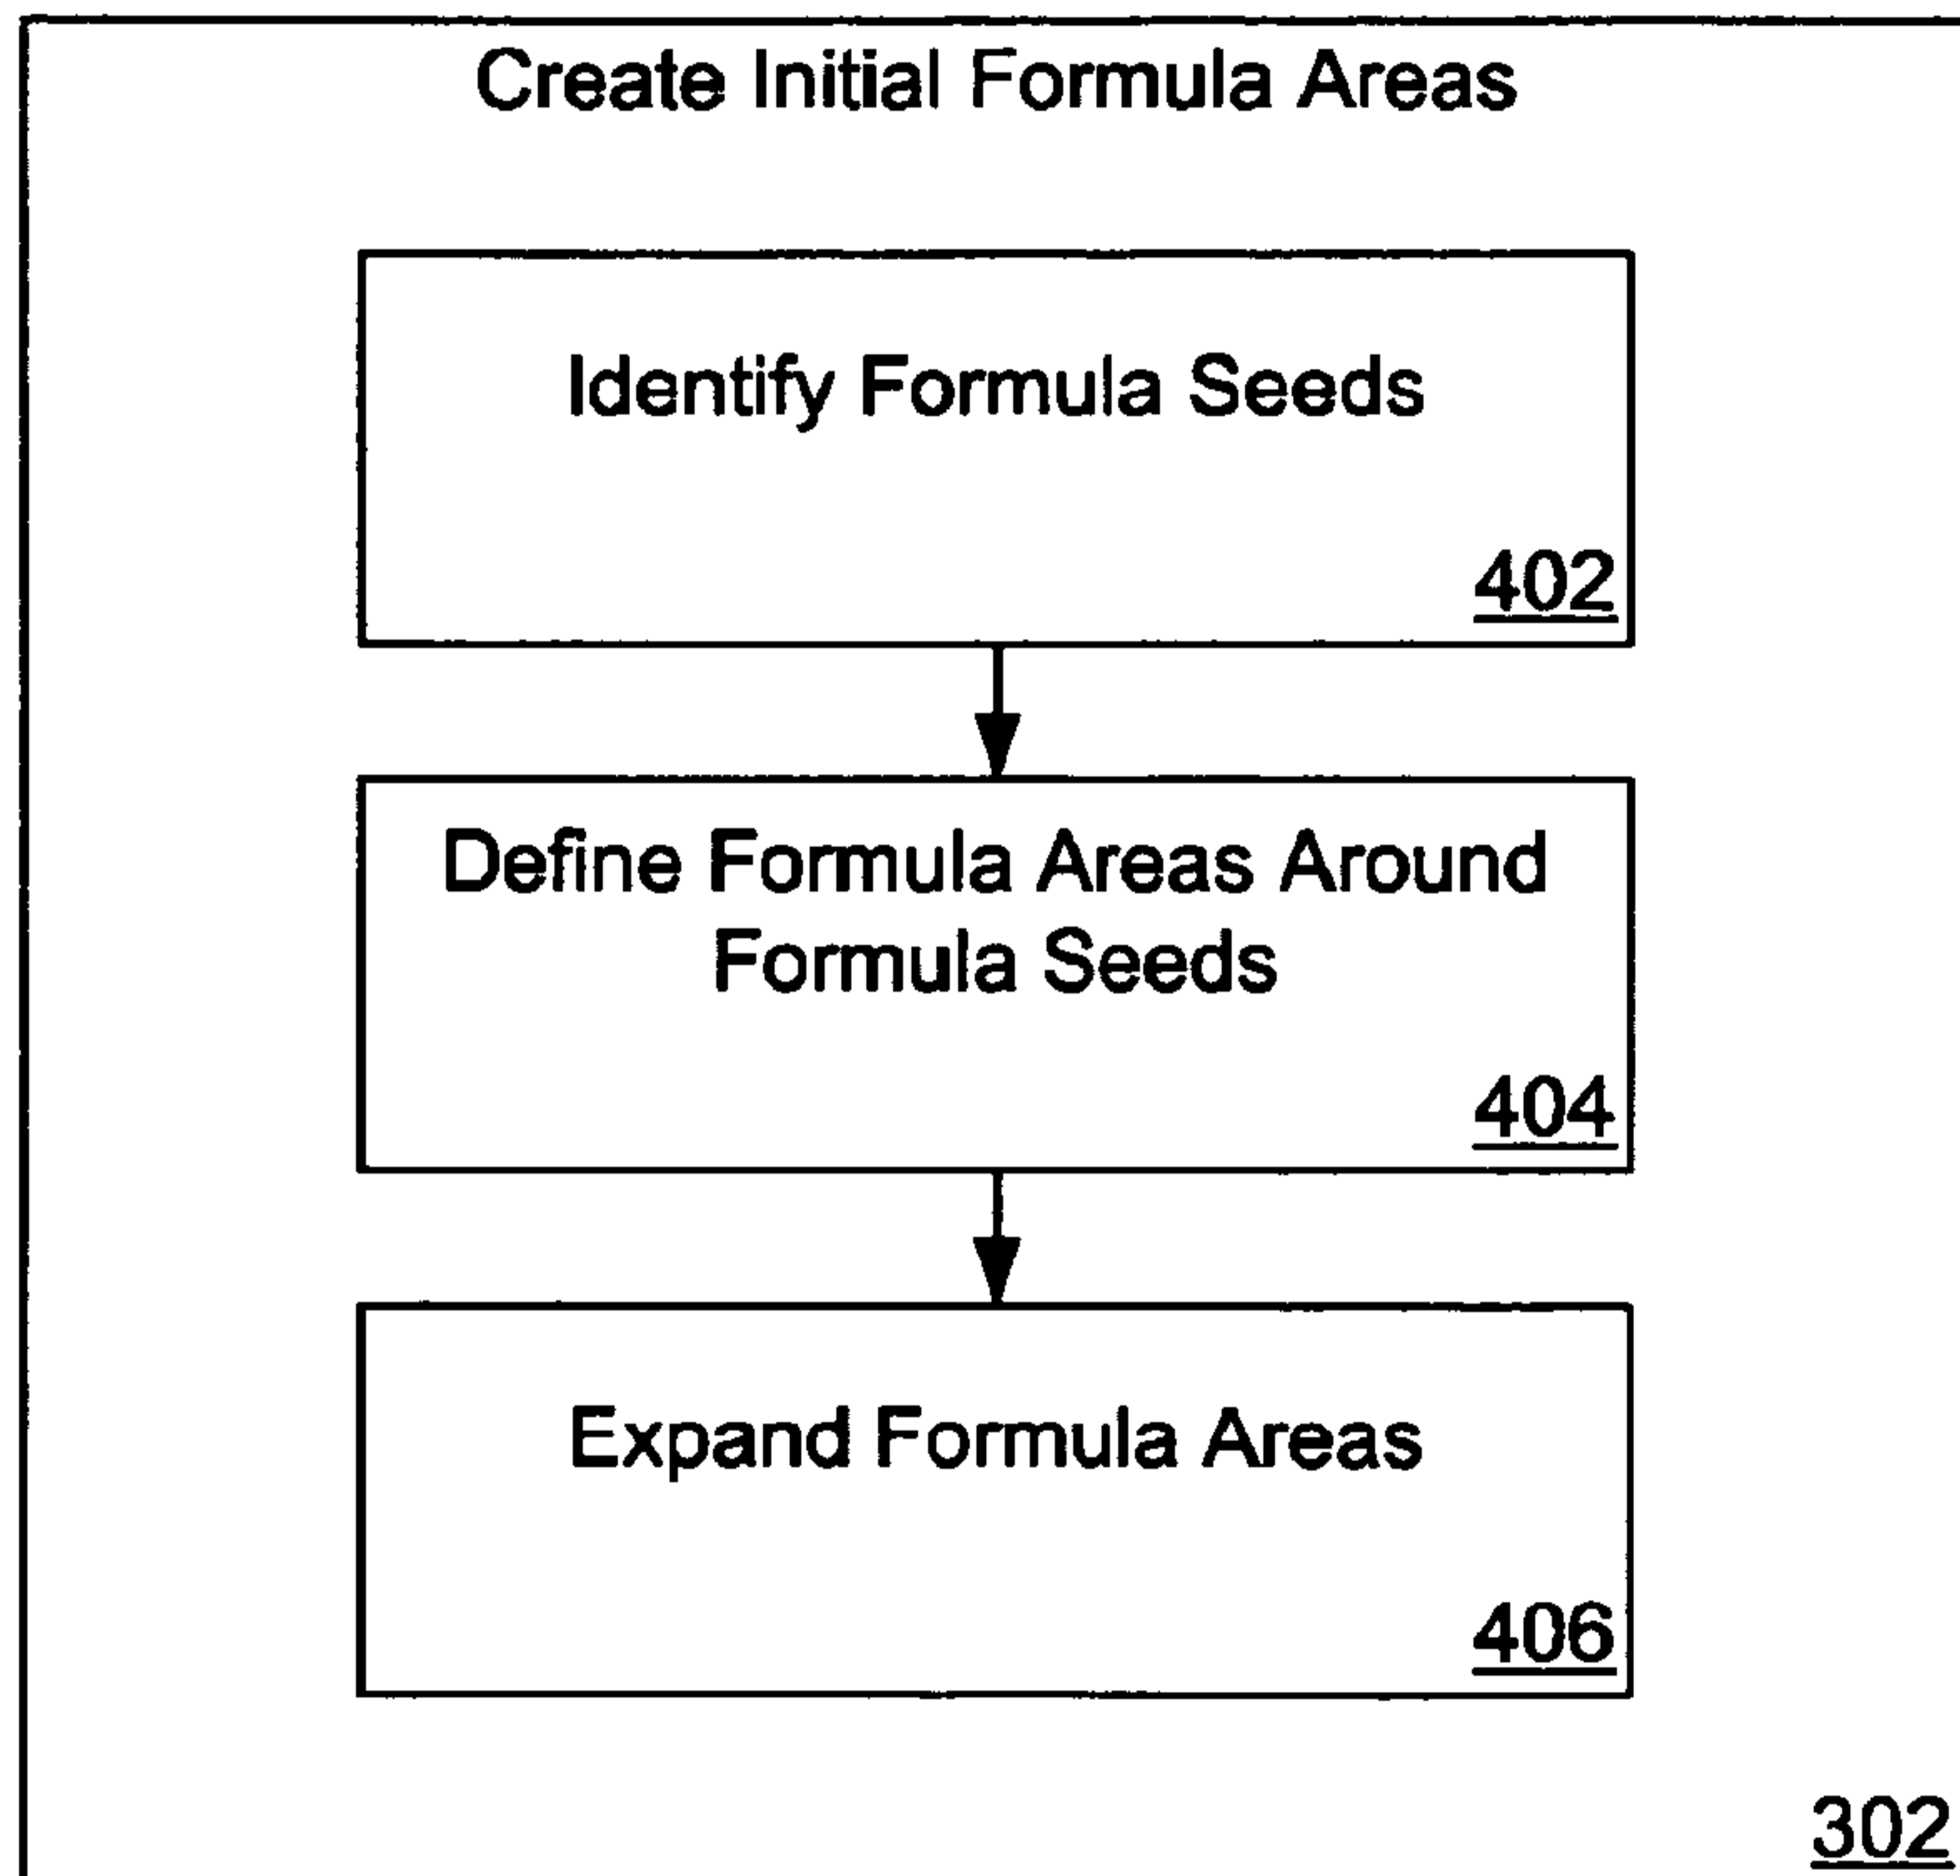 Create Initial Formula Areas
Identify Formula Seeds
402
Define Formula Areas Around
Formula Seeds
404
Expand Formula Areas
406
302